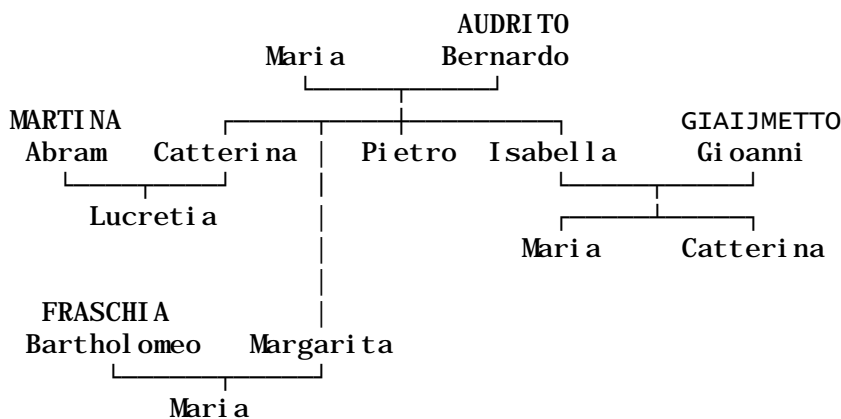 AUDRITO
Maria Bernardo
MARTINA GIAIJMETTO
Abram Catterina Pietro Isabella Gioanni
Lucretia
Maria Catterina
FRASCHIA
Bartholomeo Margarita
Maria